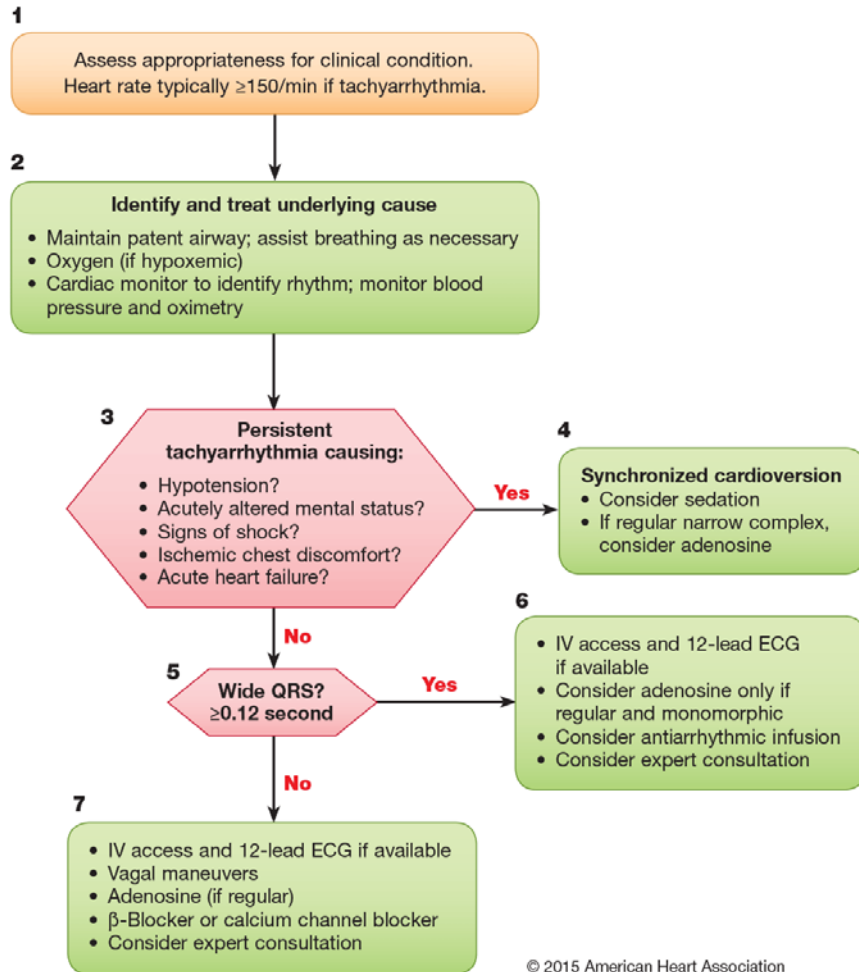 1
Assess appropriateness for clinical condition.
Heart rate typically ≥150/min if tachyarrhythmia.
2
Identify and treat underlying cause
• Maintain patent airway; assist breathing as necessary
• Oxygen (if hypoxemic)
• Cardiac monitor to identify rhythm; monitor blood
pressure and oximetry
3
Persistent
tachyarrhythmia causing:
• Hypotension?
• Acutely altered mental status?
• Signs of shock?
• Ischemic chest discomfort?
• Acute heart failure?
Yes
4
Synchronized cardioversion
• Consider sedation
• If regular narrow complex,
consider adenosine
No
5
Wide QRS?
≥0.12 second
Yes
6
• IV access and 12-lead ECG
if available
• Consider adenosine only if
regular and monomorphic
• Consider antiarrhythmic infusion
• Consider expert consultation
No
7
• IV access and 12-lead ECG if available
• Vagal maneuvers
• Adenosine (if regular)
• β-Blocker or calcium channel blocker
• Consider expert consultation
© 2015 American Heart Association